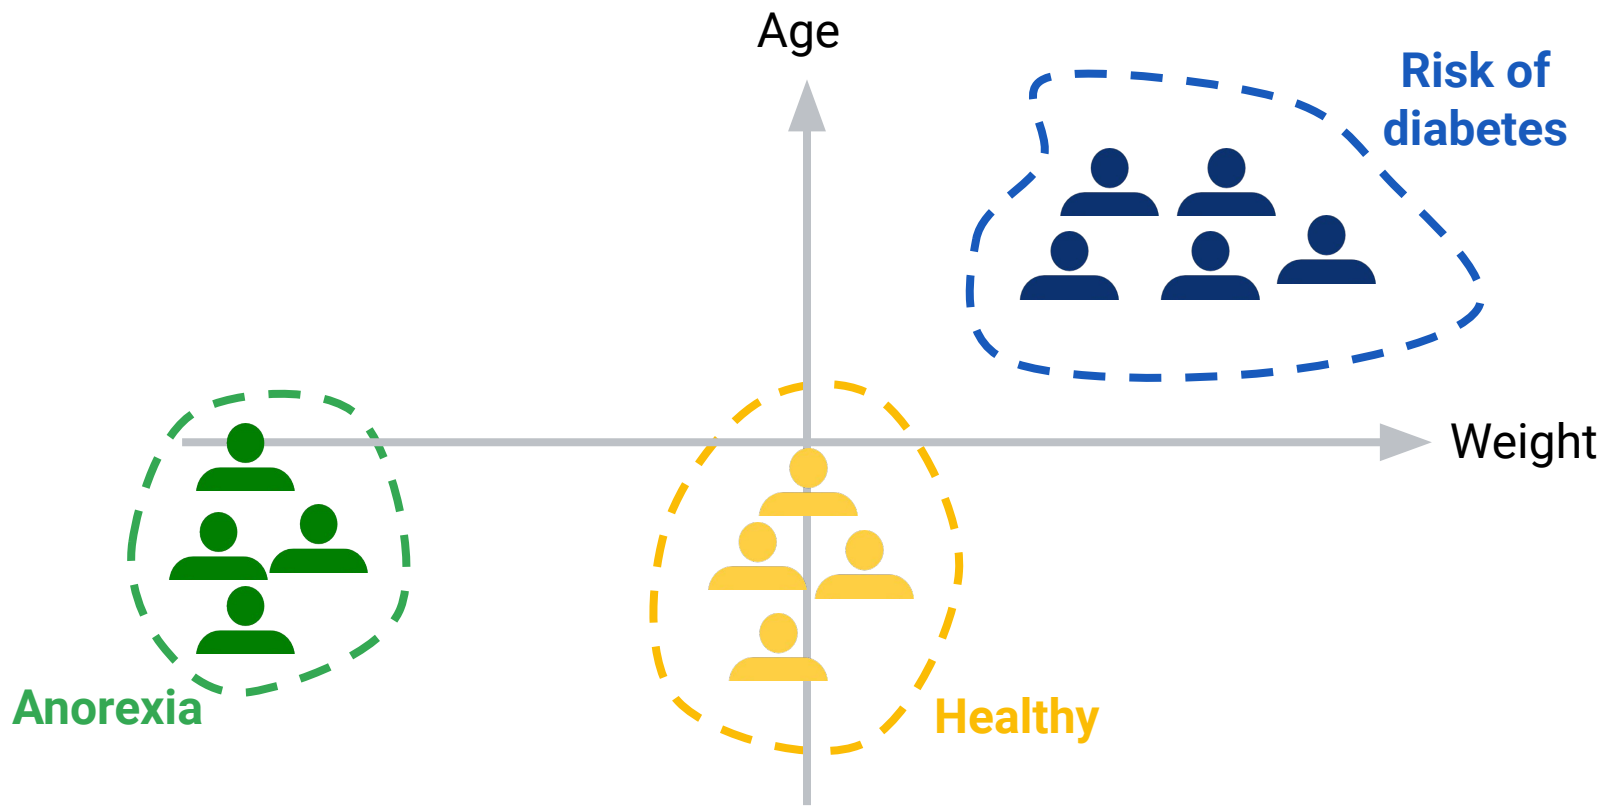 Age
Risk of
diabetes
Weight
Anorexia
Healthy